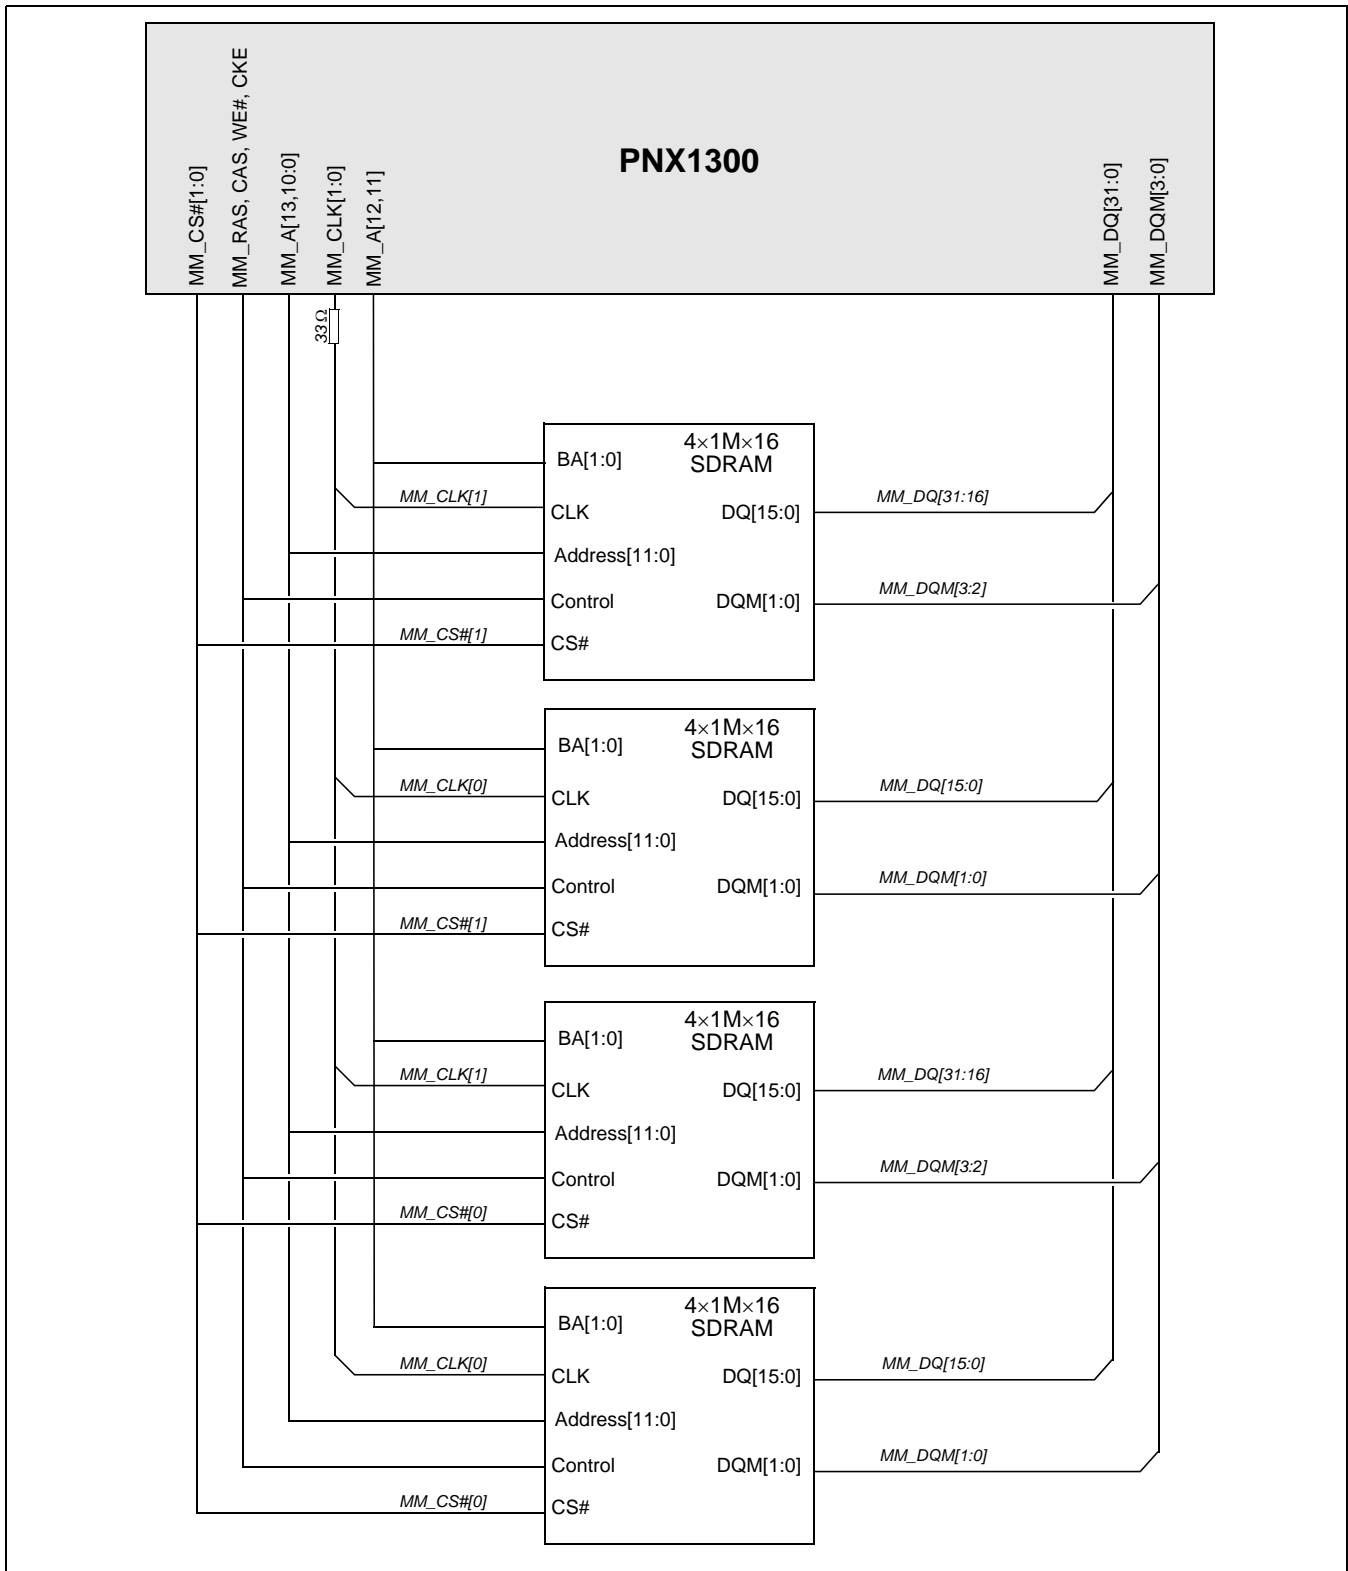 PNX1300
MM_CS#[1:0]
MM_RAS, CAS, WE#, CKE
MM_A[13,10:0]
MM_CLK[1:0]
MM_A[12,11]
MM_DQ[31:0]
MM_DQM[3:0]
33 Ω
4×1M×16
SDRAM
BA[1:0]
MM_CLK[1]
CLK
DQ[15:0]
MM_DQ[31:16]
Address[11:0]
Control
DQM[1:0]
MM_DQM[3:2]
MM_CS#[1]
CS#
4×1M×16
SDRAM
BA[1:0]
MM_CLK[0]
CLK
DQ[15:0]
MM_DQ[15:0]
Address[11:0]
Control
DQM[1:0]
MM_DQM[1:0]
MM_CS#[1]
CS#
4×1M×16
SDRAM
BA[1:0]
MM_CLK[1]
CLK
DQ[15:0]
MM_DQ[31:16]
Address[11:0]
Control
DQM[1:0]
MM_DQM[3:2]
MM_CS#[0]
CS#
4×1M×16
SDRAM
BA[1:0]
MM_CLK[0]
CLK
DQ[15:0]
MM_DQ[15:0]
Address[11:0]
Control
DQM[1:0]
MM_DQM[1:0]
MM_CS#[0]
CS#